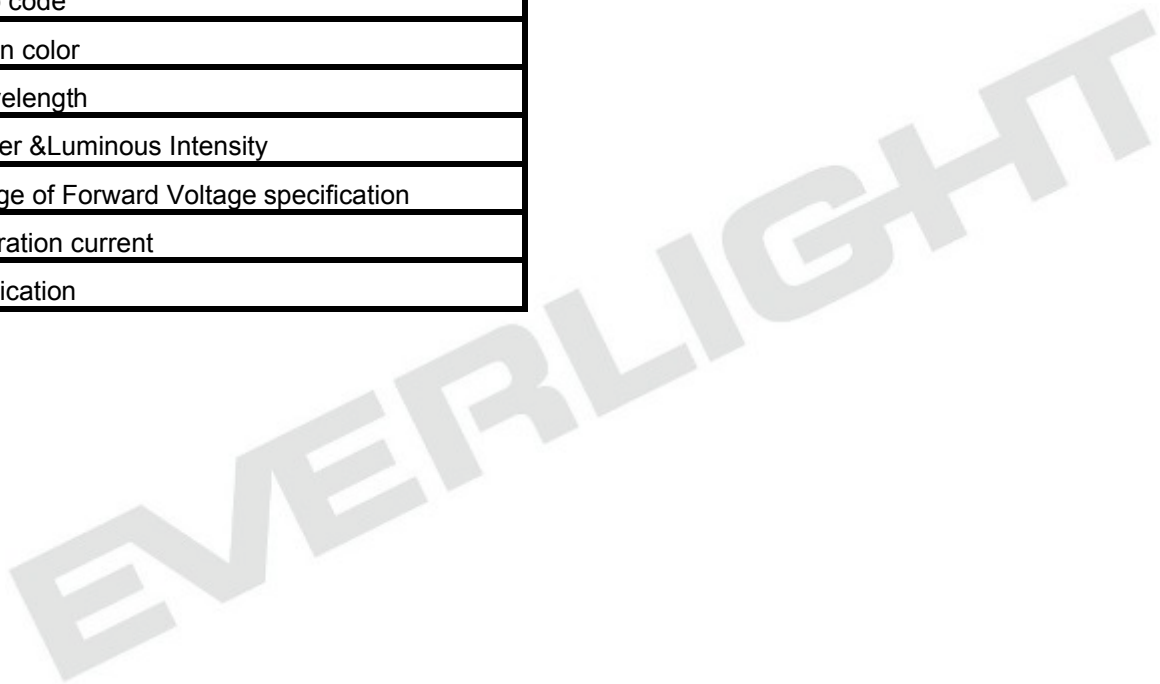 code
n color
elength
er &Luminous Intensity
ge of Forward Voltage specification
ration current
ication
EVERLIGHT